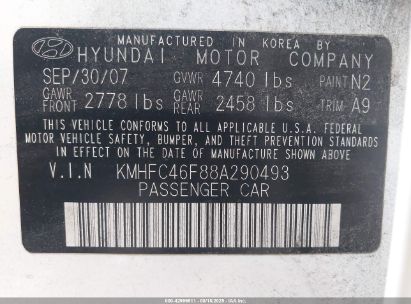 MANUFACTURED IN KOREA BY
HYUNDAI MOTOR COMPANY
SEP/30/07 GVWR 4740 lbs PAINT N2
GAWR FRONT 2778 lbs GAWR REAR 2458 lbs TRIM A9
THIS VEHICLE CONFORMS TO ALL APPLICABLE U.S.A. FEDERAL
MOTOR VEHICLE SAFETY, BUMPER, AND THEFT PREVENTION STANDARDS
IN EFFECT ON THE DATE OF MANUFACTURE SHOWN ABOVE.
V.I.N KMHFC46F88A290493
PASSENGER CAR